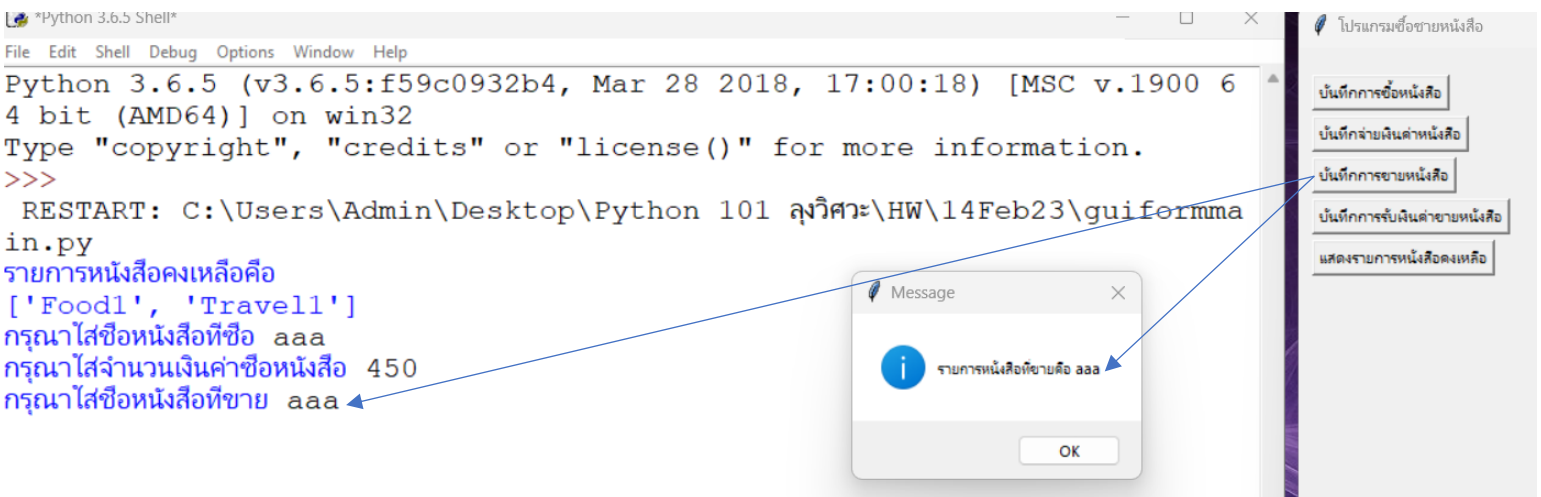 *Python 3.6.5 Shell*
File Edit Shell Debug Options Window Help
Python 3.6.5 (v3.6.5:f59c0932b4, Mar 28 2018, 17:00:18) [MSC v.1900 6
4 bit (AMD64)] on win32
Type "copyright", "credits" or "license()" for more information.
>>>
RESTART: C:\Users\Admin\Desktop\Python 101 ลุงวิศวะ\HW\14Feb23\guiformma
in.py
รายการหนังสือคงเหลือคือ
['Food1', 'Travel1']
กรุณาใส่ชื่อหนังสือที่ซื้อ aaa
กรุณาใส่จำนวนเงินค่าซื้อหนังสือ 450
กรุณาใส่ชื่อหนังสือที่ขาย aaa
Message
รายการหนังสือที่ขายคือ aaa
OK
โปรแกรมซื้อขายหนังสือ
บันทึกการซื้อหนังสือ
บันทึกจ่ายเงินค่าหนังสือ
บันทึกการขายหนังสือ
บันทึกการรับเงินค่าขายหนังสือ
แสดงรายการหนังสือคงเหลือ